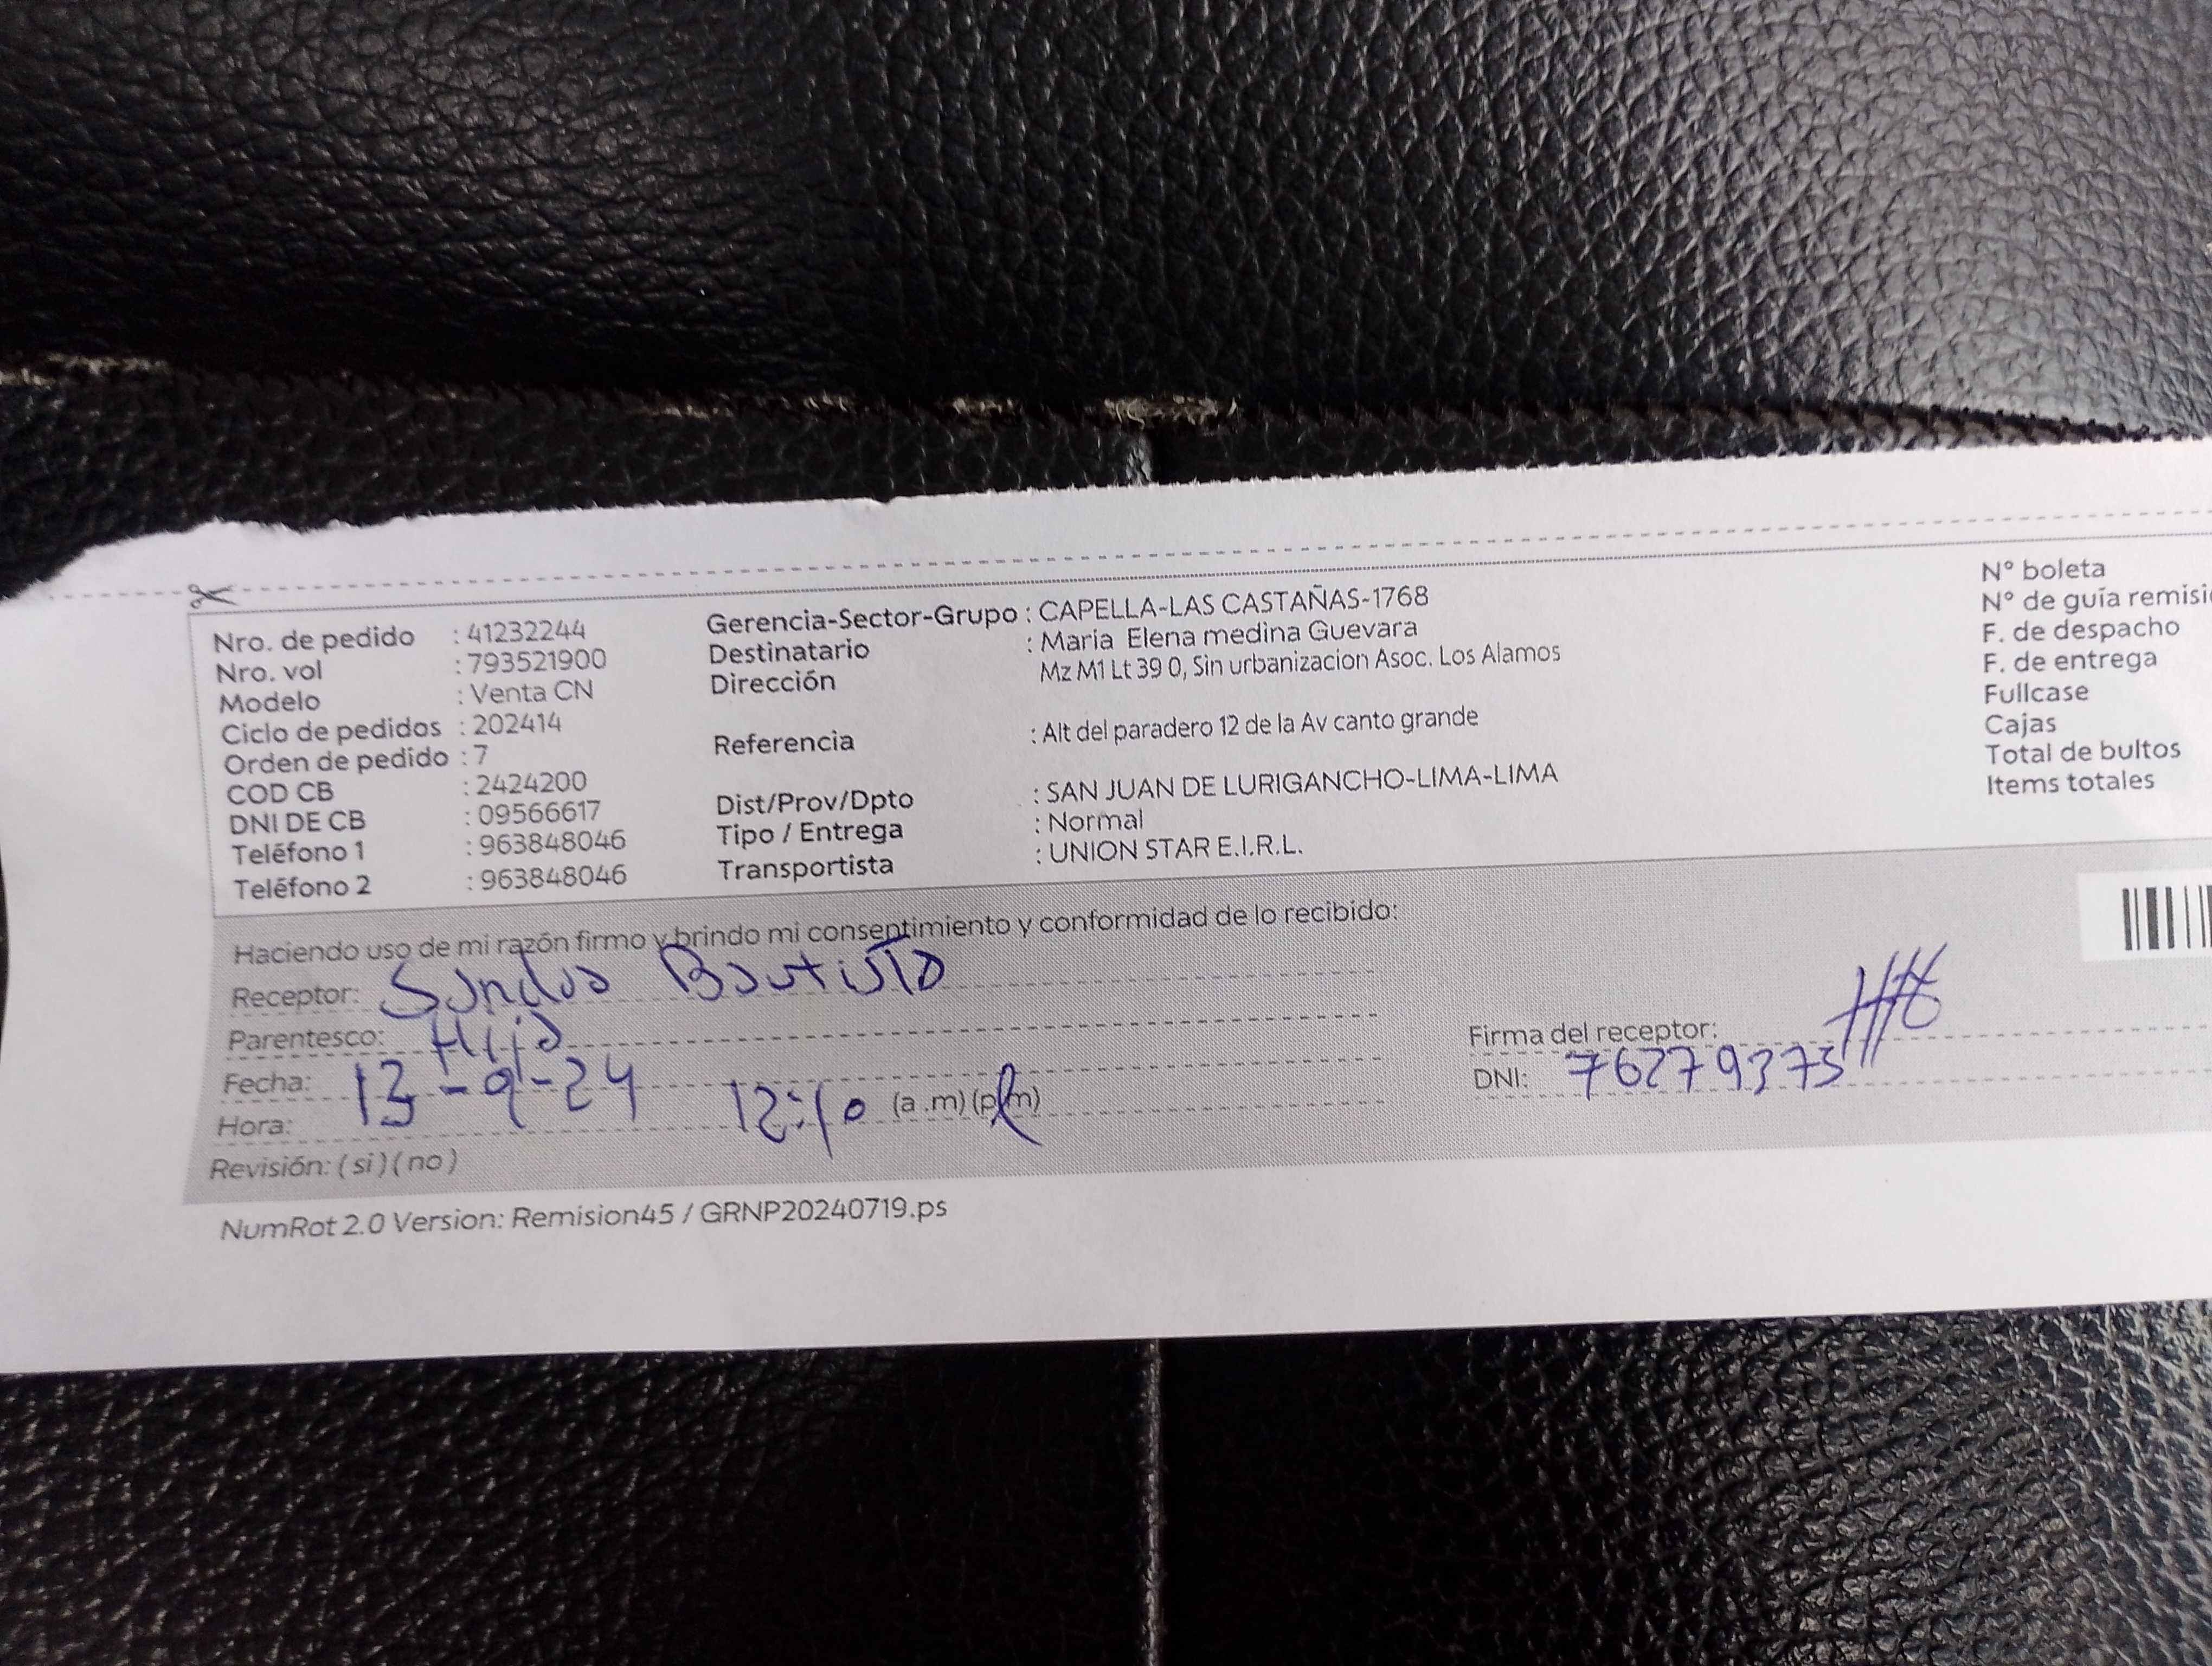 Nro. de pedido : 41232244
Nro. vol : 793521900
Modelo : Venta CN
Ciclo de pedidos : 202414
Orden de pedido : 7
COD CB : 2424200
DNI DE CB : 09566617
Teléfono 1 : 963848046
Teléfono 2 : 963848046
Gerencia-Sector-Grupo : CAPELLA-LAS CASTAÑAS-1768
Destinatario : Maria Elena medina Guevara
Dirección Mz M1 Lt 39 0, Sin urbanizacion Asoc. Los Alamos
Referencia : Alt del paradero 12 de la Av canto grande
Dist/Prov/Dpto : SAN JUAN DE LURIGANCHO-LIMA-LIMA
Tipo / Entrega : Normal
Transportista : UNION STAR E.I.R.L.
N° boleta
N° de guía remisi
F. de despacho
F. de entrega
Fullcase
Cajas
Total de bultos
Items totales
Haciendo uso de mi razón firmo y brindo mi consentimiento y conformidad de lo recibido:
Receptor: Bautista
Parentesco: Hijo
Fecha: 13-9-24
Hora: 12:10 (a.m) (p.m)
Revisión: (si) (no)
Firma del receptor:
DNI: 76279373
NumRot 2.0 Version: Remision45 / GRNP20240719.ps